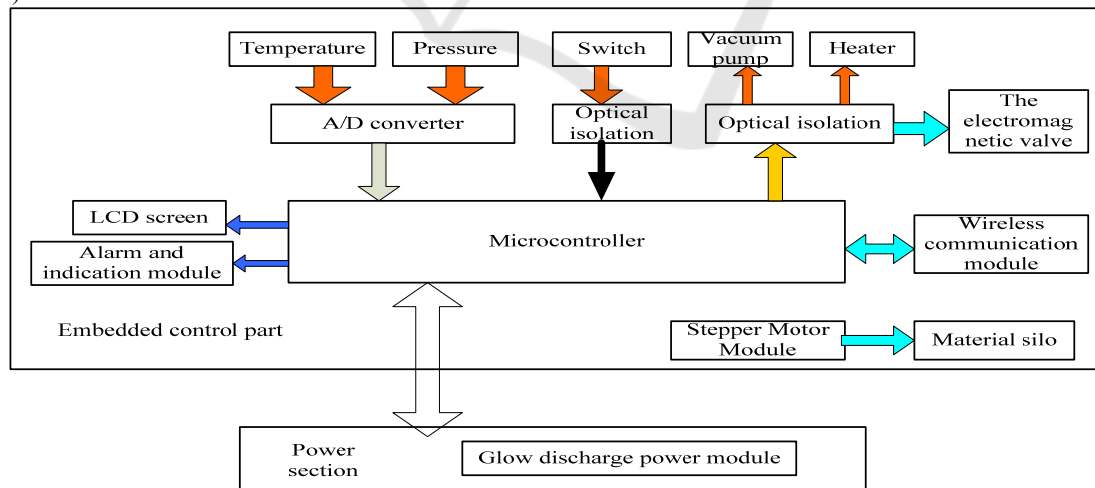 )
Temperature
Pressure
Switch
Vacuum
pump
Heater
A/D converter
Optical
isolation
Optical isolation
The
electromag
netic valve
LCD screen
Alarm and
indication module
Microcontroller
Wireless
communication
module
Embedded control part
Stepper Motor
Module
Material silo
Power
section
Glow discharge power module